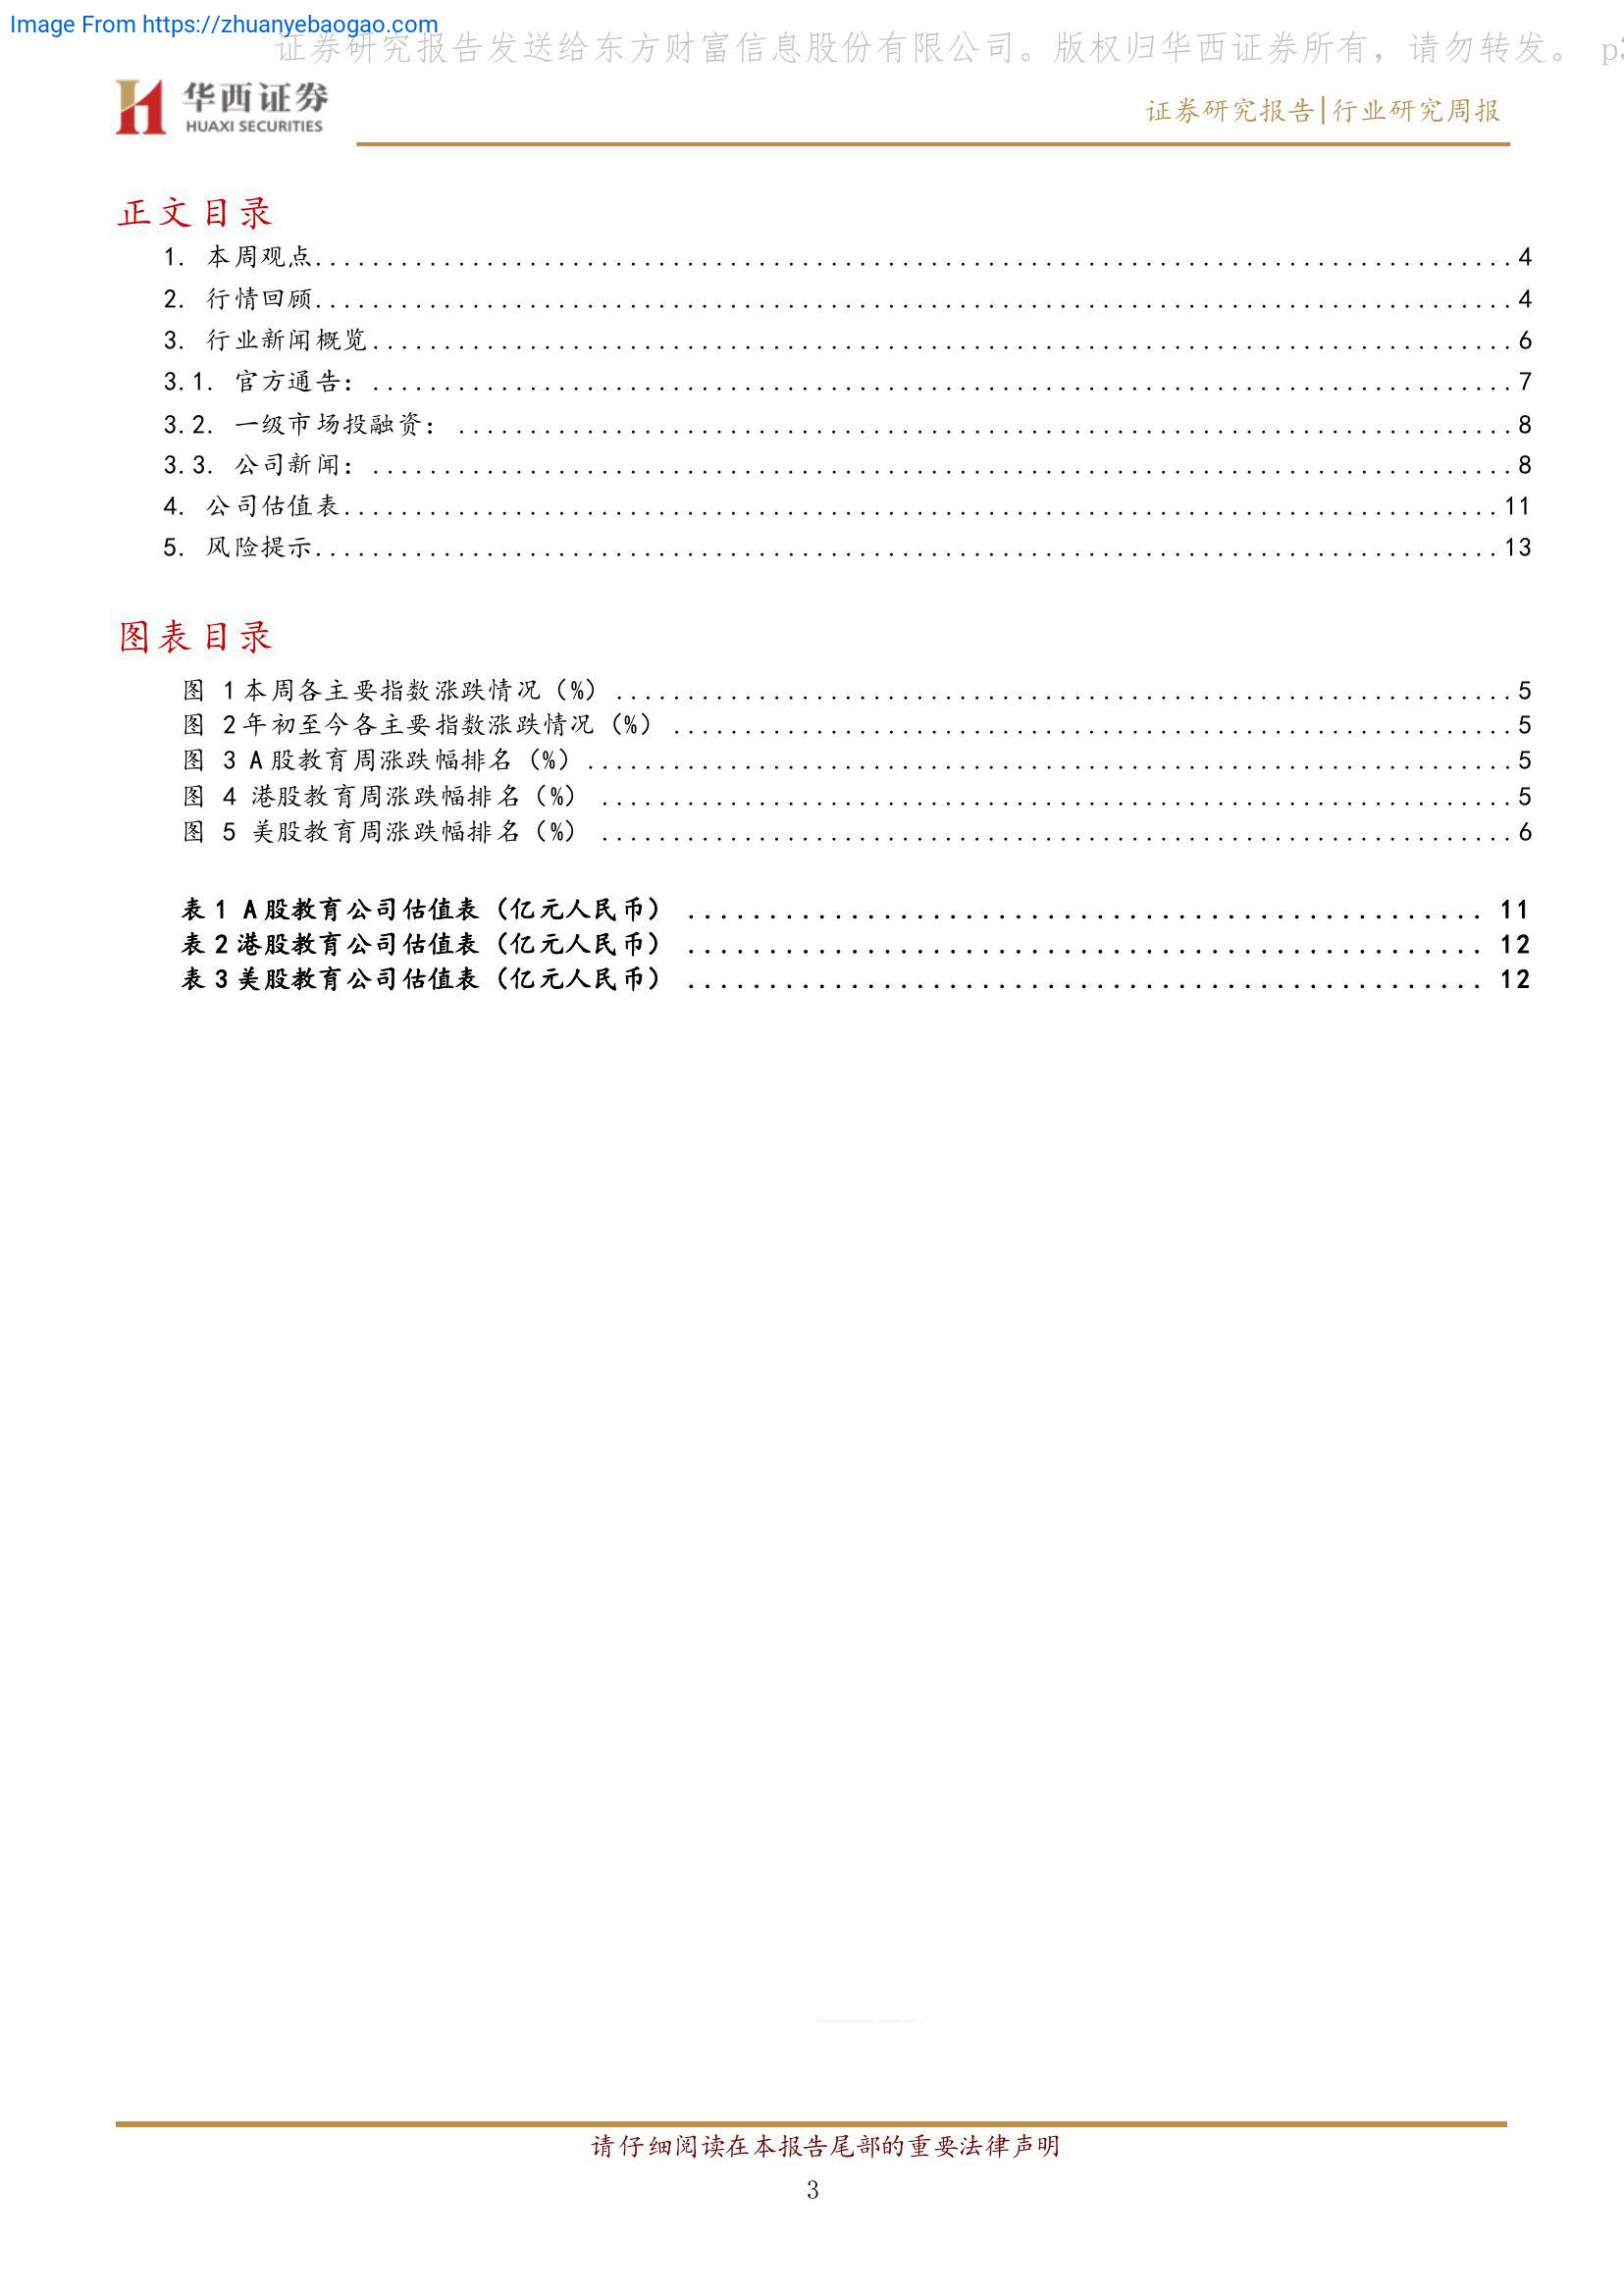 Image From https://zhuanyebaogao.com
证券研究报告发送给东方财富信息股份有限公司。版权归华西证券所有，请勿转发。 p3
华西证券
HUAXI SECURITIES
证券研究报告|行业研究周报
正文目录
1. 本周观点........................................................4
2. 行情回顾........................................................4
3. 行业新闻概览........................................................6
3.1. 官方通告：........................................................7
3.2. 一级市场投融资：........................................................8
3.3. 公司新闻：........................................................8
4. 公司估值表........................................................11
5. 风险提示........................................................13
图表目录
图 1本周各主要指数涨跌情况（%）........................................................5
图 2年初至今各主要指数涨跌情况（%）........................................................5
图 3 A股教育周涨跌幅排名（%）........................................................5
图 4 港股教育周涨跌幅排名（%）........................................................5
图 5 美股教育周涨跌幅排名（%）........................................................6
表1 A股教育公司估值表（亿元人民币）.................................................. 11
表2港股教育公司估值表（亿元人民币）.................................................. 12
表3美股教育公司估值表（亿元人民币）.................................................. 12
请仔细阅读在本报告尾部的重要法律声明
3